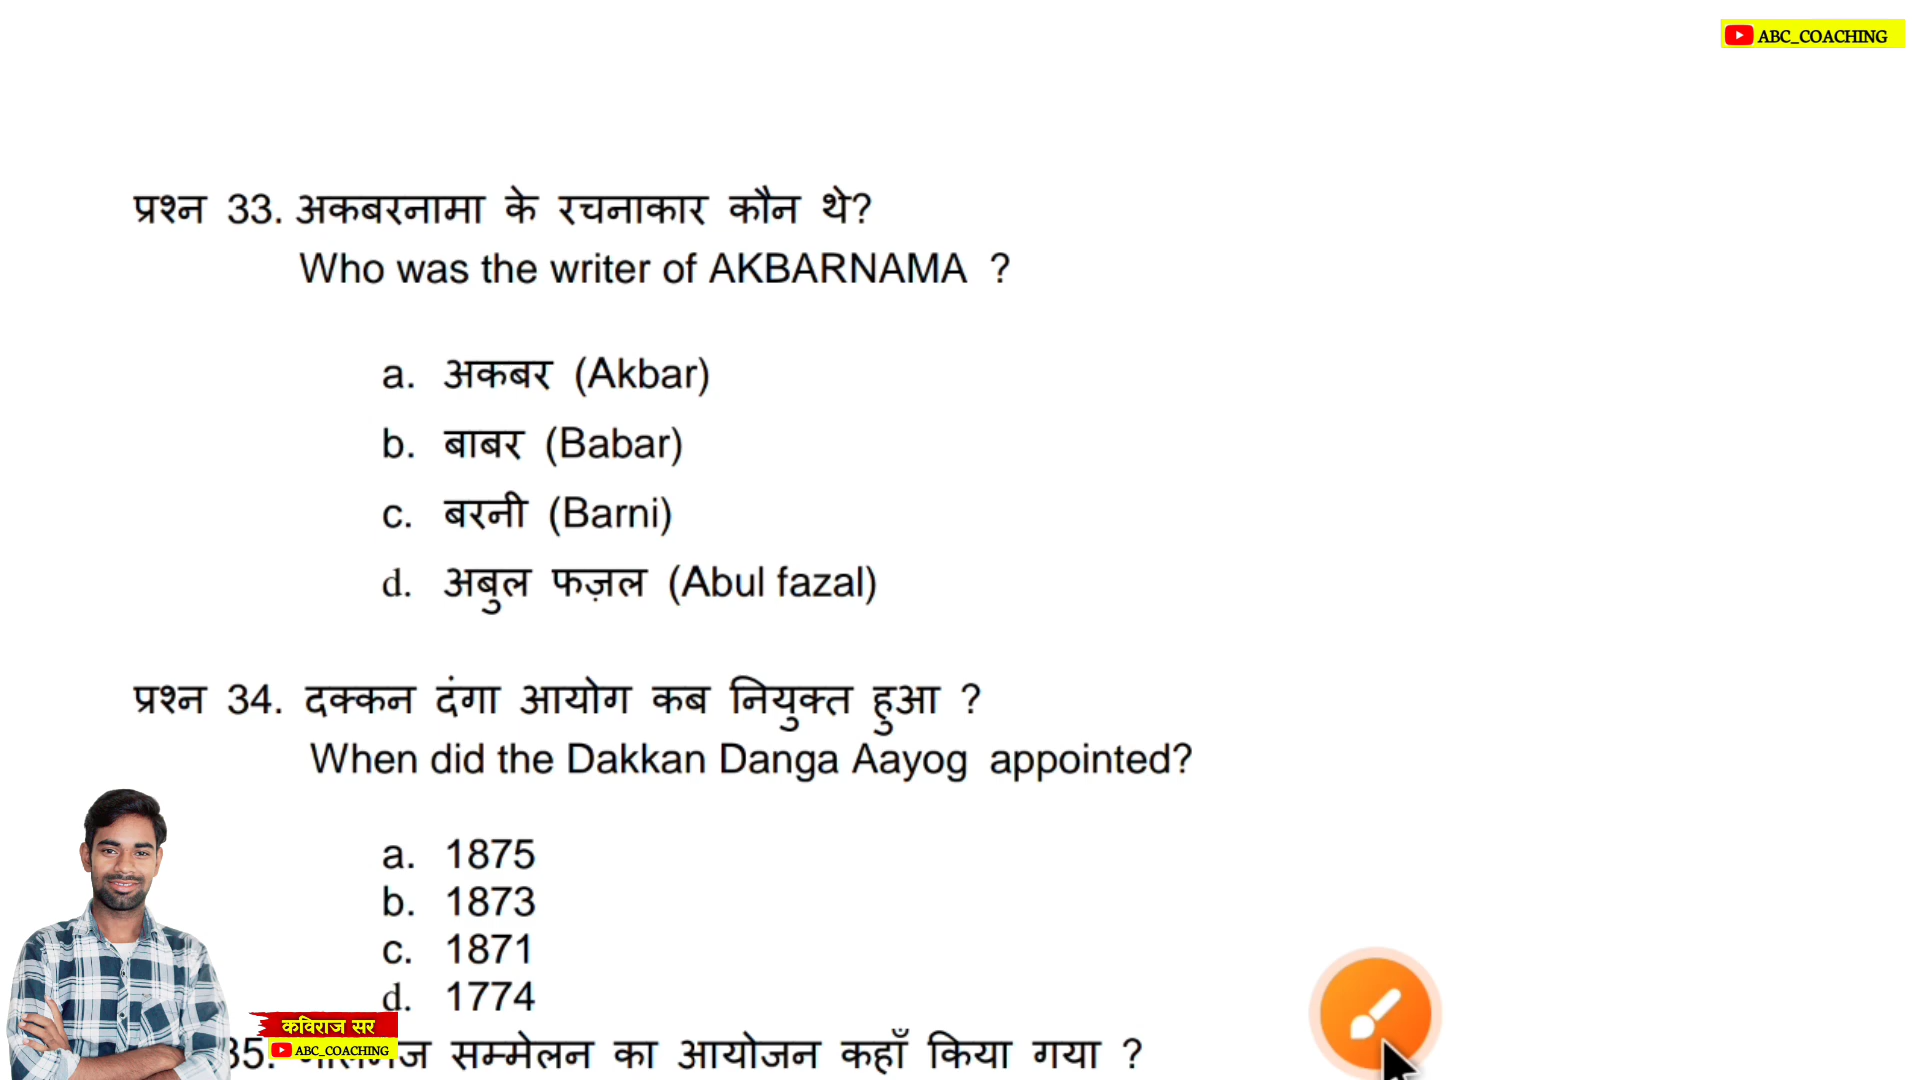 ABC_COACHING
प्रश्न 33. अकबरनामा के रचनाकार कौन थे?
Who was the writer of AKBARNAMA ?
a. अकबर (Akbar)
b. बाबर (Babar)
c. बरनी (Barni)
d. अबुल फज़ल (Abul fazal)
प्रश्न 34. दक्कन दंगा आयोग कब नियुक्त हुआ ?
When did the Dakkan Danga Aayog appointed?
a. 1875
b. 1873
c. 1871
d. 1774
कविराज सर
ABC_COACHING
35. सम्मेलन का आयोजन कहाँ किया गया ?